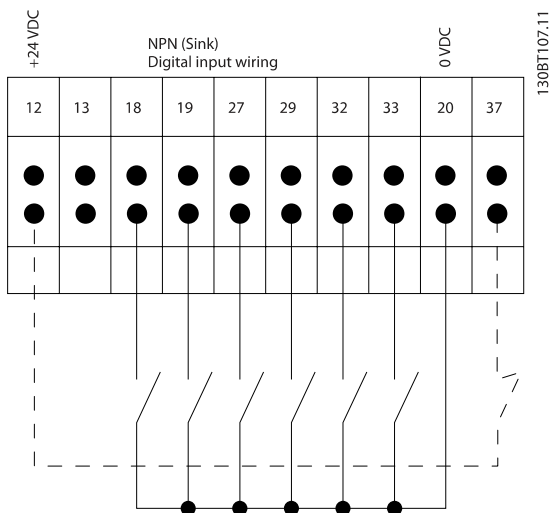 +24 VDC
NPN (Sink)
Digital input wiring
0 VDC
130BT107.11
12 13 18 19 27 29 32 33 20 37